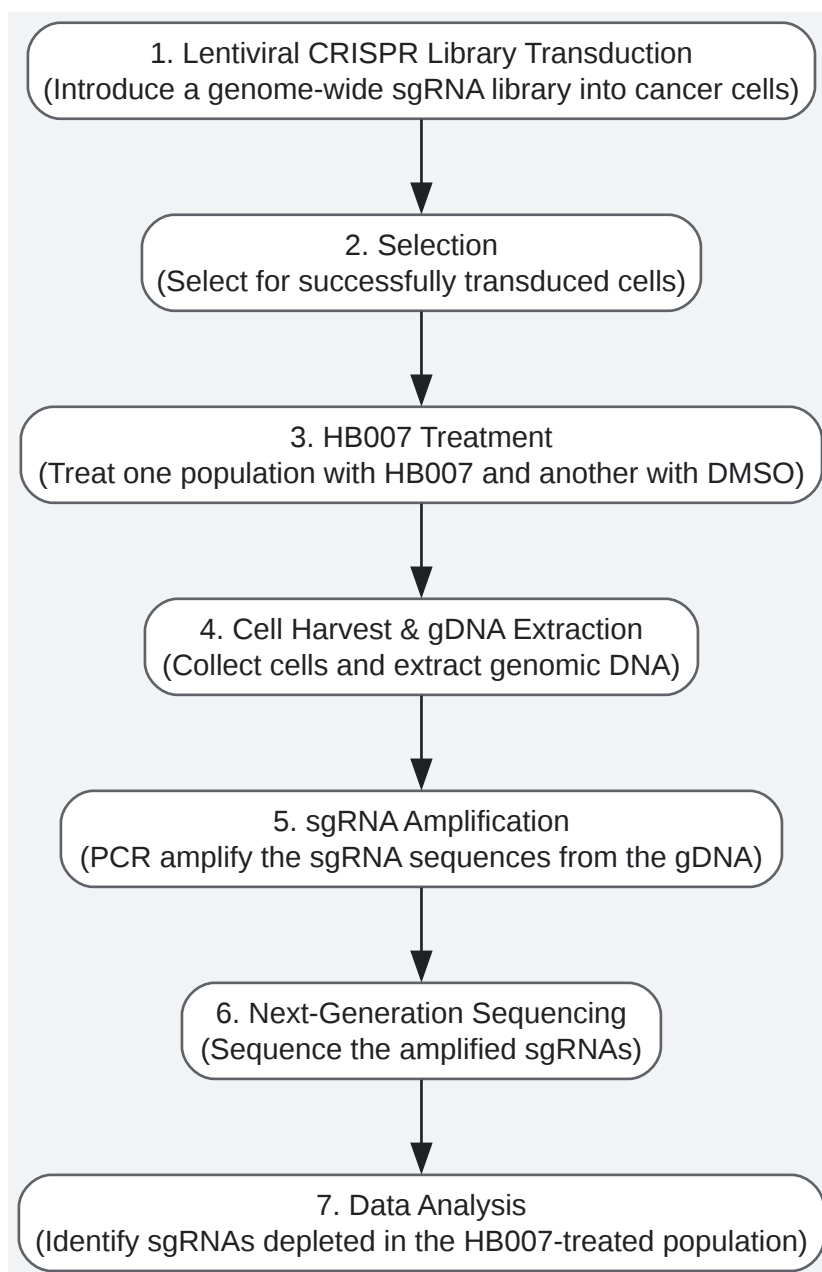 1. Lentiviral CRISPR Library Transduction
(Introduce a genome-wide sgRNA library into cancer cells)
2. Selection
(Select for successfully transduced cells)
3. HB007 Treatment
(Treat one population with HB007 and another with DMSO)
4. Cell Harvest & gDNA Extraction
(Collect cells and extract genomic DNA)
5. sgRNA Amplification
(PCR amplify the sgRNA sequences from the gDNA)
6. Next-Generation Sequencing
(Sequence the amplified sgRNAs)
7. Data Analysis
(Identify sgRNAs depleted in the HB007-treated population)